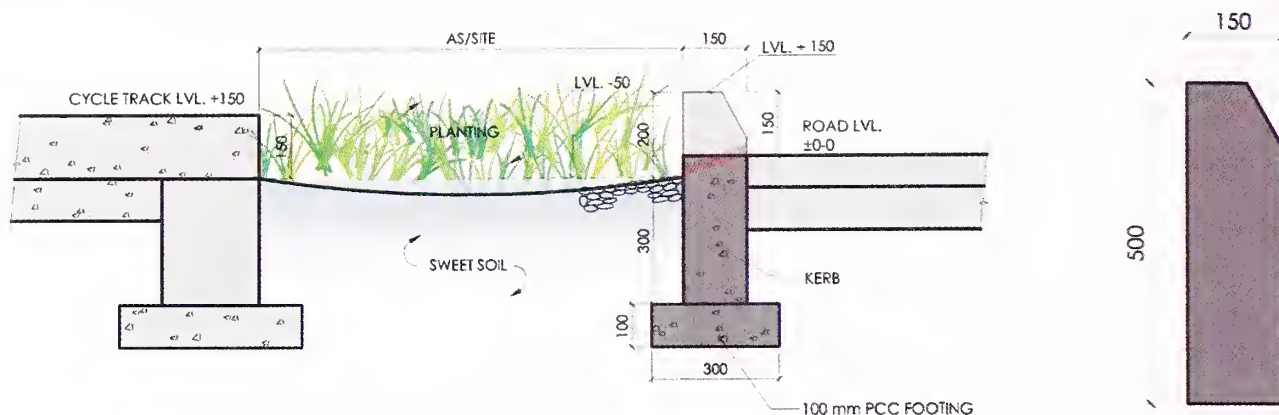 AS/SITE
150
LVL. + 150
LVL. -50
CYCLE TRACK LVL. +150
150
PLANTING
200
150
ROAD LVL.
±0-0
300
SWEET SOIL
KERB
100
300
100 mm PCC FOOTING
150
500